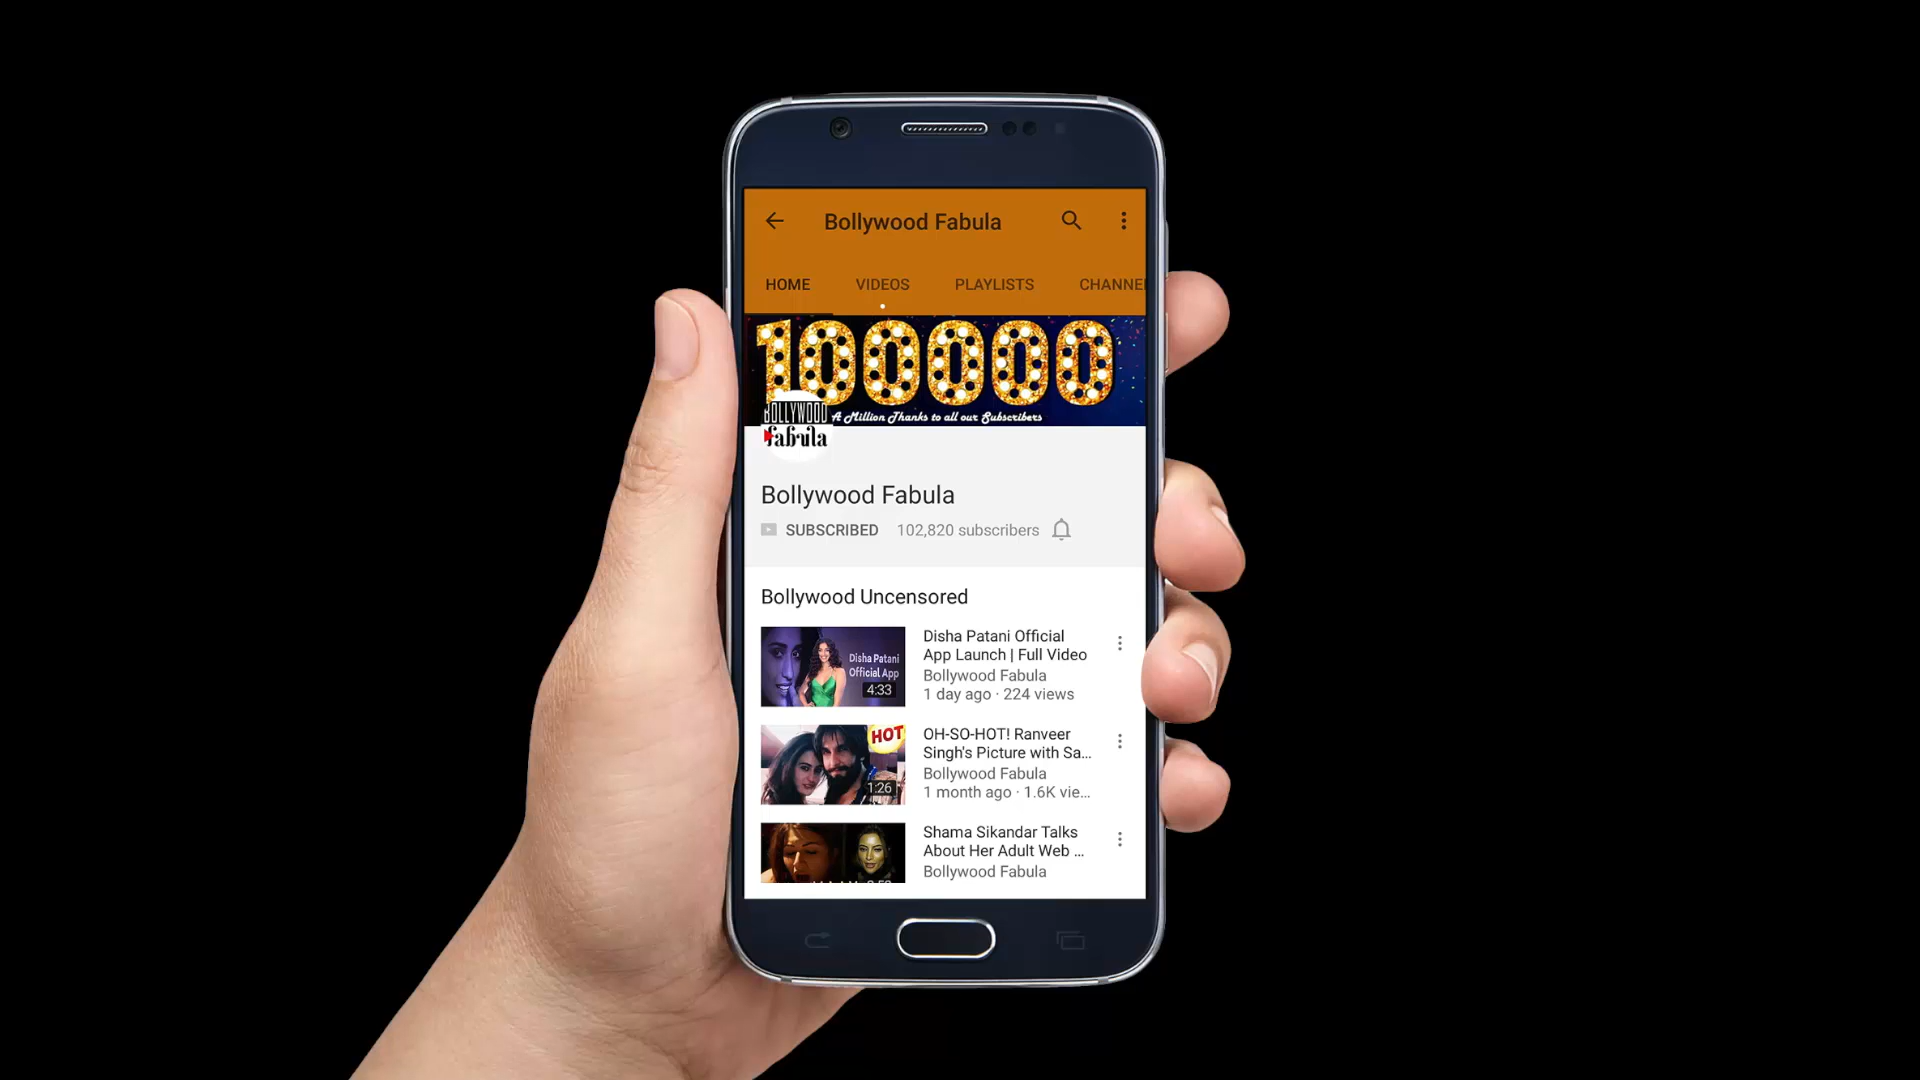 Bollywood Fabula
HOME VIDEOS PLAYLISTS CHANNE
100000
A Million Thanks to all our Subscribers
BOLLYWOOD
fabula
Bollywood Fabula
SUBSCRIBED 102,820 subscribers
Bollywood Uncensored
Disha Patani
Official App
4:33
Disha Patani Official
App Launch | Full Video
Bollywood Fabula
1 day ago · 224 views
HOT
1:26
OH-SO-HOT! Ranveer
Singh's Picture with Sa...
Bollywood Fabula
1 month ago · 1.6K vie...
Shama Sikandar Talks
About Her Adult Web ...
Bollywood Fabula